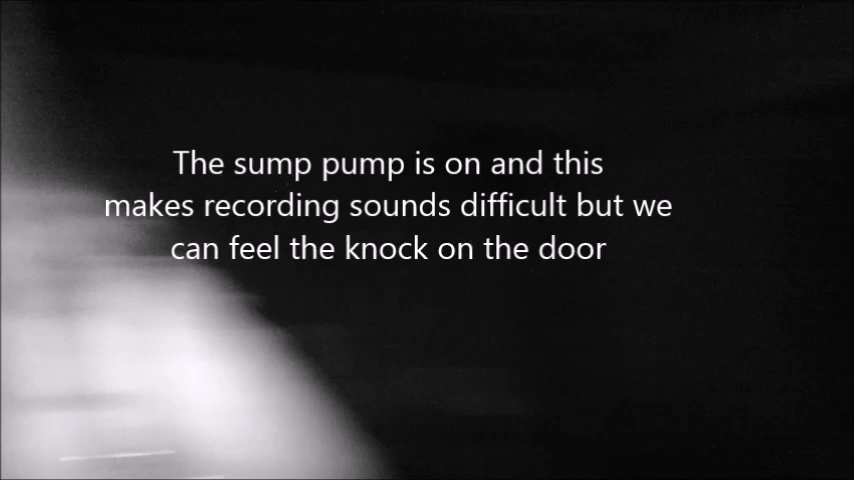 The sump pump is on and this
makes recording sounds difficult but we
can feel the knock on the door